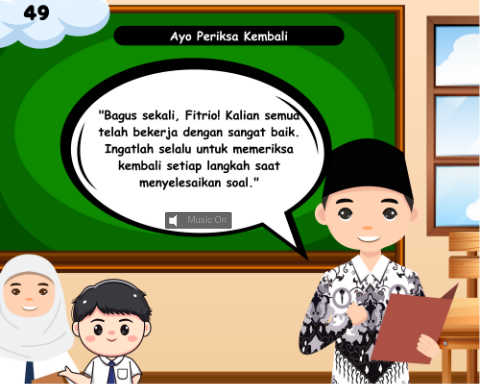 49
Ayo Periksa Kembali
"Bagus sekali, Fitrio! Kalian semua
telah bekerja dengan sangat baik.
Ingatlah selalu untuk memeriksa
kembali setiap langkah saat
menyelesaikan soal."
Music On